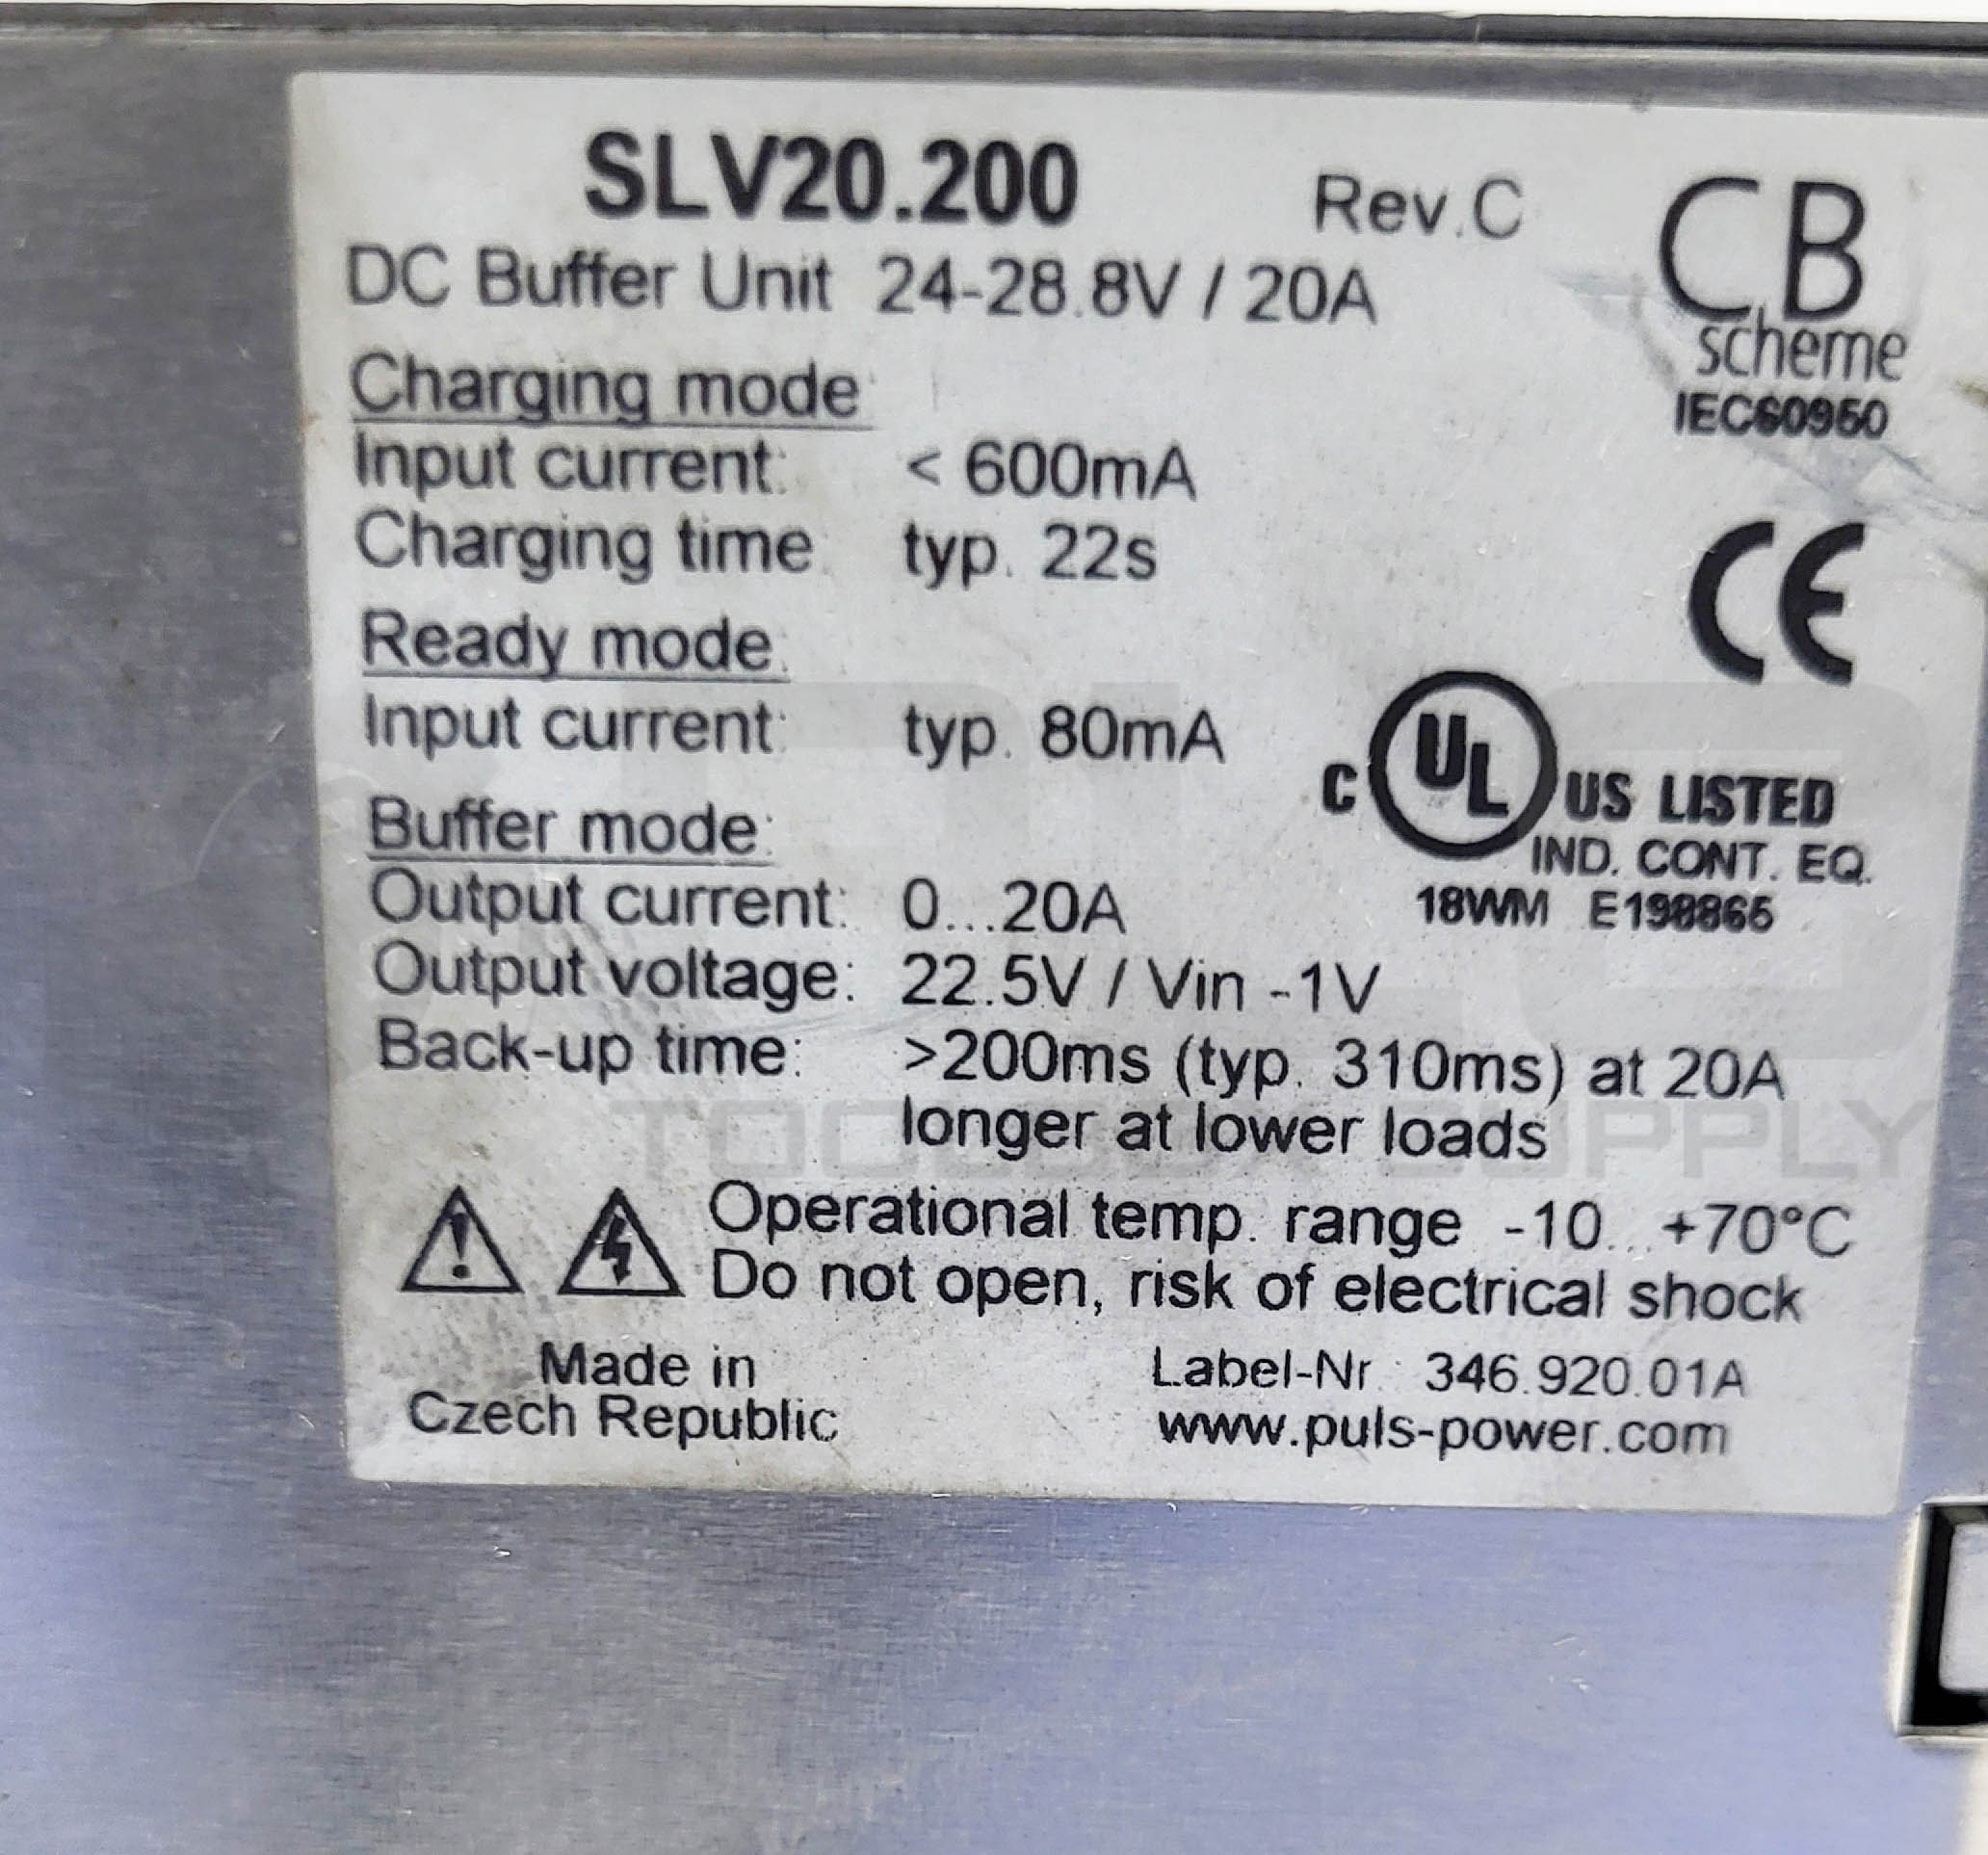 SLV20.200 Rev.C
DC Buffer Unit 24-28.8V / 20A
CB
scheme
IEC60950
Charging mode:
Input current: < 600mA
Charging time: typ. 22s
CE
Ready mode:
Input current: typ. 80mA
C UL US LISTED
IND. CONT. EQ.
18WM E198865
Buffer mode:
Output current: 0...20A
Output voltage: 22.5V / Vin -1V
Back-up time: >200ms (typ. 310ms) at 20A
longer at lower loads
TOOL SUPPLY
Operational temp. range -10...+70°C
Do not open, risk of electrical shock
Made in
Czech Republic
Label-Nr.: 346.920.01A
www.puls-power.com